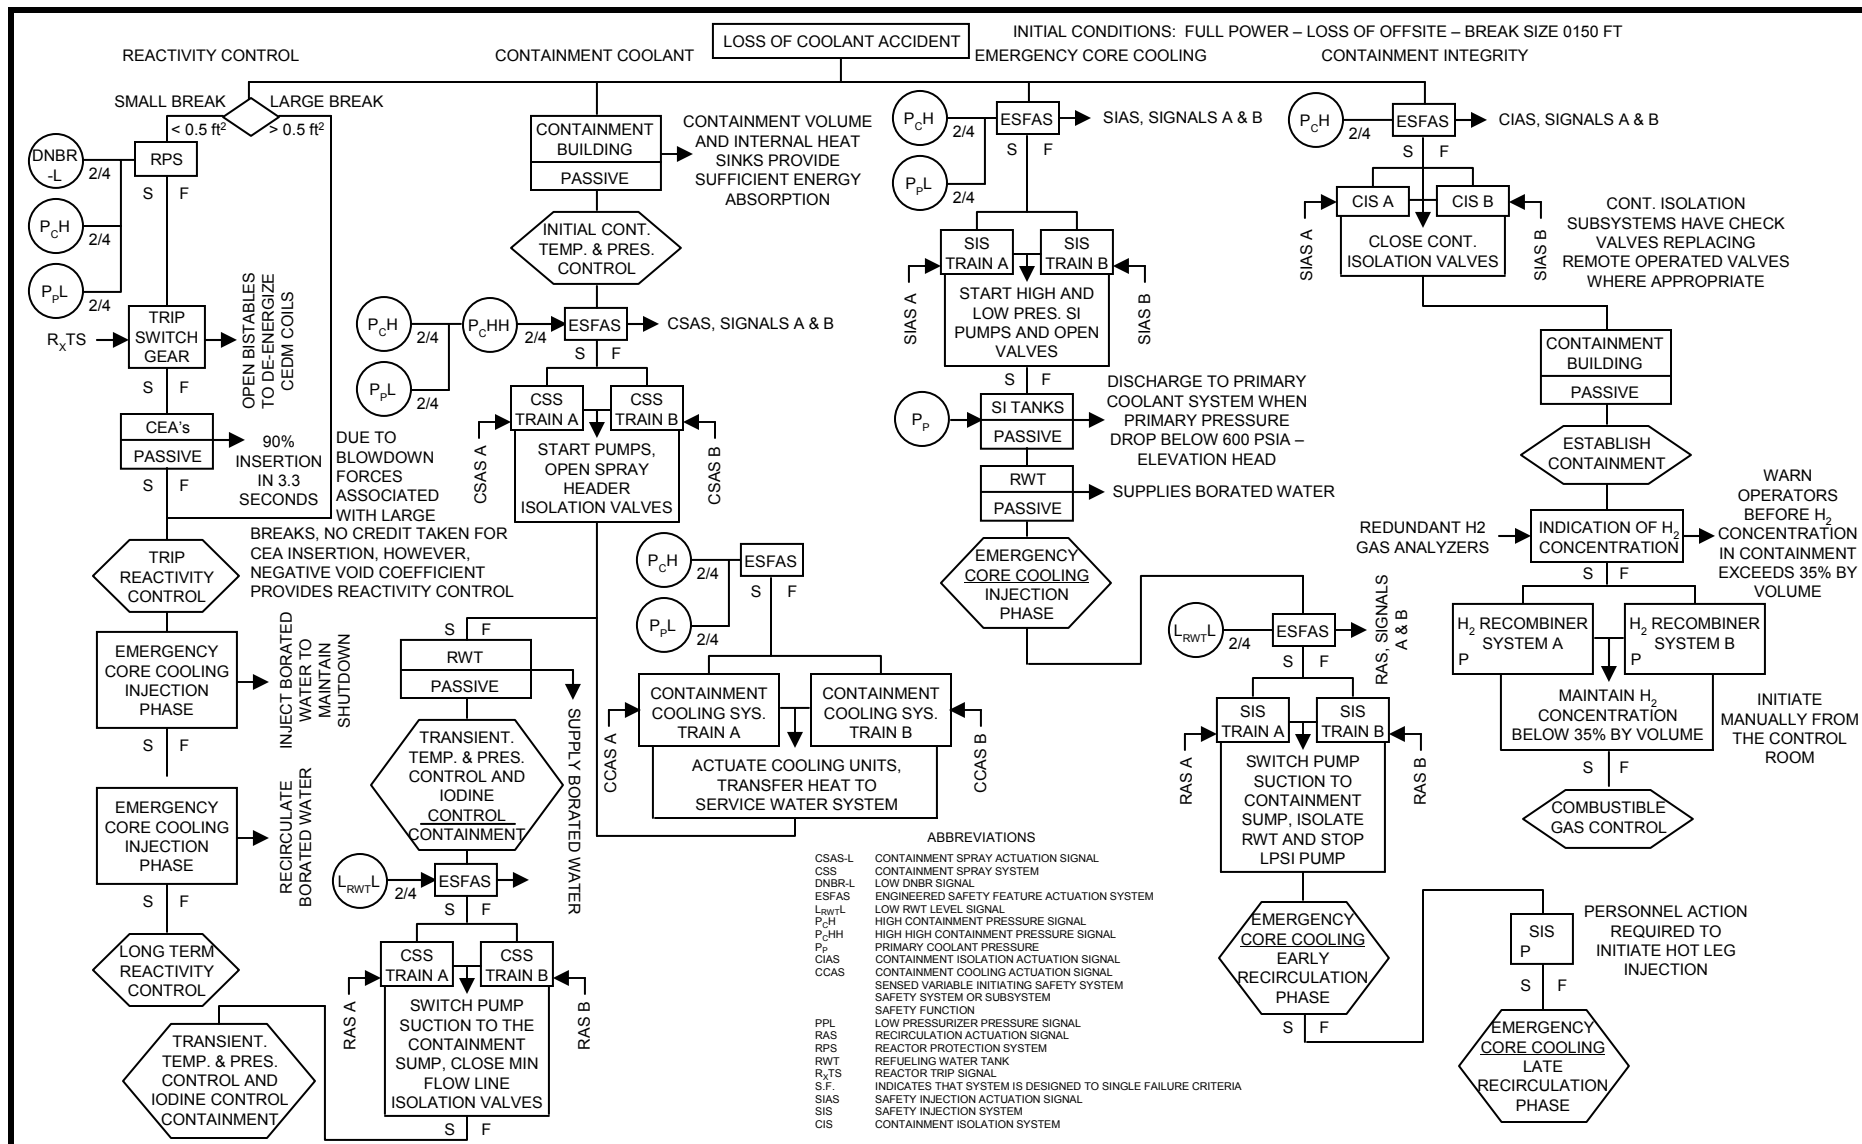 LOSS OF COOLANT ACCIDENT
INITIAL CONDITIONS: FULL POWER – LOSS OF OFFSITE – BREAK SIZE 0150 FT
REACTIVITY CONTROL
CONTAINMENT COOLANT
EMERGENCY CORE COOLING
CONTAINMENT INTEGRITY
SMALL BREAK
LARGE BREAK
< 0.5 ft²
> 0.5 ft²
DNBR
-L
2/4
RPS
S F
PCH
2/4
PPL
2/4
RXTS
TRIP
SWITCH
GEAR
OPEN BISTABLES
TO DE-ENERGIZE
CEDM COILS
S F
CEA's
PASSIVE
90%
INSERTION
IN 3.3
SECONDS
S F
DUE TO
BLOWDOWN
FORCES
ASSOCIATED
WITH LARGE
BREAKS, NO CREDIT TAKEN FOR
CEA INSERTION, HOWEVER,
NEGATIVE VOID COEFFICIENT
PROVIDES REACTIVITY CONTROL
TRIP
REACTIVITY
CONTROL
EMERGENCY
CORE COOLING
INJECTION
PHASE
INJECT BORATED
WATER TO
MAINTAIN
SHUTDOWN
S F
EMERGENCY
CORE COOLING
INJECTION
PHASE
RECIRCULATE
BORATED WATER
S F
LONG TERM
REACTIVITY
CONTROL
CONTAINMENT
BUILDING
PASSIVE
CONTAINMENT VOLUME
AND INTERNAL HEAT
SINKS PROVIDE
SUFFICIENT ENERGY
ABSORPTION
INITIAL CONT.
TEMP. & PRES.
CONTROL
PCH
2/4
PCHH
2/4
PPL
2/4
ESFAS
CSAS, SIGNALS A & B
S F
CSS
TRAIN A
CSS
TRAIN B
CSAS A
CSAS B
START PUMPS,
OPEN SPRAY
HEADER
ISOLATION VALVES
PCH
2/4
ESFAS
PPL
2/4
S F
S F
RWT
PASSIVE
SUPPLY BORATED WATER
CONTAINMENT
COOLING SYS.
TRAIN A
CONTAINMENT
COOLING SYS.
TRAIN B
CCAS A
CCAS B
ACTUATE COOLING UNITS,
TRANSFER HEAT TO
SERVICE WATER SYSTEM
TRANSIENT.
TEMP. & PRES.
CONTROL AND
IODINE
CONTROL
CONTAINMENT
LRWTL
2/4
ESFAS
S F
CSS
TRAIN A
CSS
TRAIN B
RAS A
RAS B
SWITCH PUMP
SUCTION TO THE
CONTAINMENT
SUMP, CLOSE MIN
FLOW LINE
ISOLATION VALVES
S F
TRANSIENT.
TEMP. & PRES.
CONTROL AND
IODINE CONTROL
CONTAINMENT
PCH
2/4
ESFAS
SIAS, SIGNALS A & B
PPL
2/4
S F
SIS
TRAIN A
SIS
TRAIN B
SIAS A
SIAS B
START HIGH AND
LOW PRES. SI
PUMPS AND OPEN
VALVES
S F
PP
SI TANKS
PASSIVE
DISCHARGE TO PRIMARY
COOLANT SYSTEM WHEN
PRIMARY PRESSURE
DROP BELOW 600 PSIA –
ELEVATION HEAD
RWT
PASSIVE
SUPPLIES BORATED WATER
EMERGENCY
CORE COOLING
INJECTION
PHASE
LRWTL
2/4
ESFAS
RAS, SIGNALS
A & B
S F
SIS
TRAIN A
SIS
TRAIN B
RAS A
RAS B
SWITCH PUMP
SUCTION TO
CONTAINMENT
SUMP, ISOLATE
RWT AND STOP
LPSI PUMP
EMERGENCY
CORE COOLING
EARLY
RECIRCULATION
PHASE
S F
SIS
P
PERSONNEL ACTION
REQUIRED TO
INITIATE HOT LEG
INJECTION
S F
EMERGENCY
CORE COOLING
LATE
RECIRCULATION
PHASE
PCH
2/4
ESFAS
CIAS, SIGNALS A & B
S F
CIS A
CIS B
SIAS A
SIAS B
CLOSE CONT.
ISOLATION VALVES
CONT. ISOLATION
SUBSYSTEMS HAVE CHECK
VALVES REPLACING
REMOTE OPERATED VALVES
WHERE APPROPRIATE
CONTAINMENT
BUILDING
PASSIVE
ESTABLISH
CONTAINMENT
REDUNDANT H2
GAS ANALYZERS
INDICATION OF H2
CONCENTRATION
WARN
OPERATORS
BEFORE H2
CONCENTRATION
IN CONTAINMENT
EXCEEDS 35% BY
VOLUME
S F
H2 RECOMBINER
SYSTEM A
P
H2 RECOMBINER
SYSTEM B
P
MAINTAIN H2
CONCENTRATION
BELOW 35% BY VOLUME
INITIATE
MANUALLY FROM
THE CONTROL
ROOM
S F
COMBUSTIBLE
GAS CONTROL
ABBREVIATIONS
CSAS-L CONTAINMENT SPRAY ACTUATION SIGNAL
CSS CONTAINMENT SPRAY SYSTEM
DNBR-L LOW DNBR SIGNAL
ESFAS ENGINEERED SAFETY FEATURE ACTUATION SYSTEM
LRWTL LOW RWT LEVEL SIGNAL
PCH HIGH CONTAINMENT PRESSURE SIGNAL
PCHH HIGH HIGH CONTAINMENT PRESSURE SIGNAL
PP PRIMARY COOLANT PRESSURE
CIAS CONTAINMENT ISOLATION ACTUATION SIGNAL
CCAS CONTAINMENT COOLING ACTUATION SIGNAL
SENSED VARIABLE INITIATING SAFETY SYSTEM
SAFETY SYSTEM OR SUBSYSTEM
SAFETY FUNCTION
PPL LOW PRESSURIZER PRESSURE SIGNAL
RAS RECIRCULATION ACTUATION SIGNAL
RPS REACTOR PROTECTION SYSTEM
RWT REFUELING WATER TANK
RXTS REACTOR TRIP SIGNAL
S.F. INDICATES THAT SYSTEM IS DESIGNED TO SINGLE FAILURE CRITERIA
SIAS SAFETY INJECTION ACTUATION SIGNAL
SIS SAFETY INJECTION SYSTEM
CIS CONTAINMENT ISOLATION SYSTEM